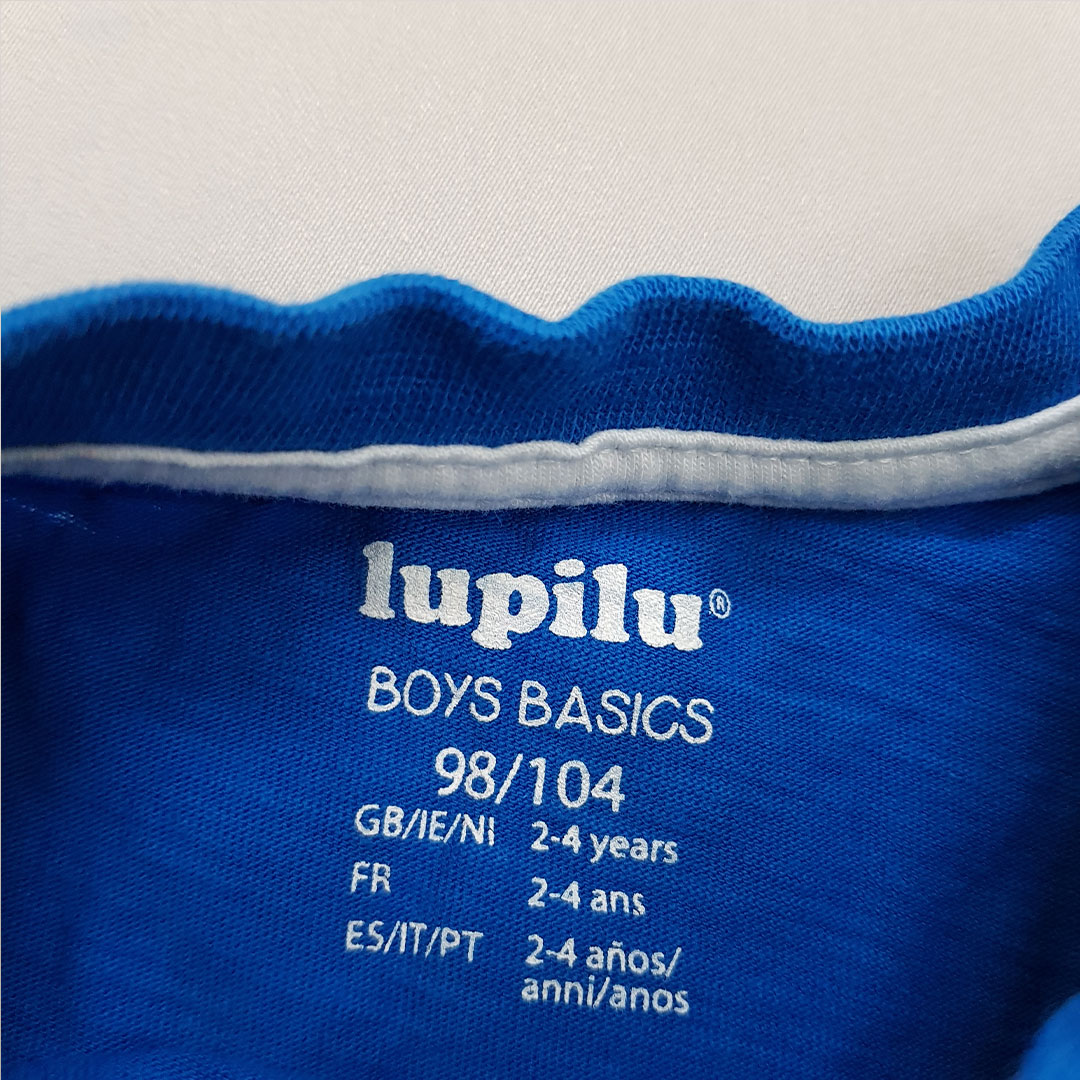 lupilu®
BOYS BASICS
98/104
GB/IE/NI 2-4 years
FR 2-4 ans
ES/IT/PT 2-4 años/
anni/anos